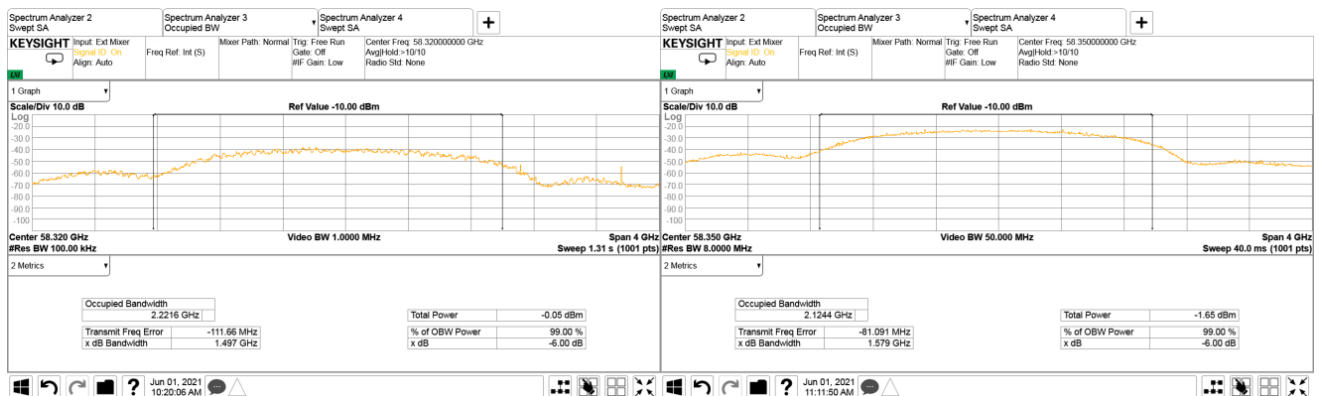 Spectrum Analyzer 2
Swept SA
Spectrum Analyzer 3
Occupied BW
Spectrum Analyzer 4
Swept SA
+
KEYSIGHT
Input: Ext Mixer
Signal ID: On
Align: Auto
Freq Ref: Int (S)
Mixer Path: Normal
Trig: Free Run
Gate: Off
#IF Gain: Low
Center Freq: 58.320000000 GHz
Avg|Hold:>10/10
Radio Std: None
LXI
1 Graph
Scale/Div 10.0 dB
Ref Value -10.00 dBm
Log
-20.0
-30.0
-40.0
-50.0
-60.0
-70.0
-80.0
-90.0
-100
Center 58.320 GHz
#Res BW 100.00 kHz
Video BW 1.0000 MHz
Span 4 GHz
Sweep 1.31 s (1001 pts)
2 Metrics
Occupied Bandwidth
2.2216 GHz
Transmit Freq Error -111.66 MHz
x dB Bandwidth 1.497 GHz
Total Power -0.05 dBm
% of OBW Power 99.00 %
x dB -6.00 dB
?
Jun 01, 2021
10:20:06 AM
Spectrum Analyzer 2
Swept SA
Spectrum Analyzer 3
Occupied BW
Spectrum Analyzer 4
Swept SA
+
KEYSIGHT
Input: Ext Mixer
Signal ID: On
Align: Auto
Freq Ref: Int (S)
Mixer Path: Normal
Trig: Free Run
Gate: Off
#IF Gain: Low
Center Freq: 58.350000000 GHz
Avg|Hold:>10/10
Radio Std: None
LXI
1 Graph
Scale/Div 10.0 dB
Ref Value -10.00 dBm
Log
-20.0
-30.0
-40.0
-50.0
-60.0
-70.0
-80.0
-90.0
-100
Center 58.350 GHz
#Res BW 8.0000 MHz
Video BW 50.000 MHz
Span 4 GHz
Sweep 40.0 ms (1001 pts)
2 Metrics
Occupied Bandwidth
2.1244 GHz
Transmit Freq Error -81.091 MHz
x dB Bandwidth 1.579 GHz
Total Power -1.65 dBm
% of OBW Power 99.00 %
x dB -6.00 dB
?
Jun 01, 2021
11:11:50 AM